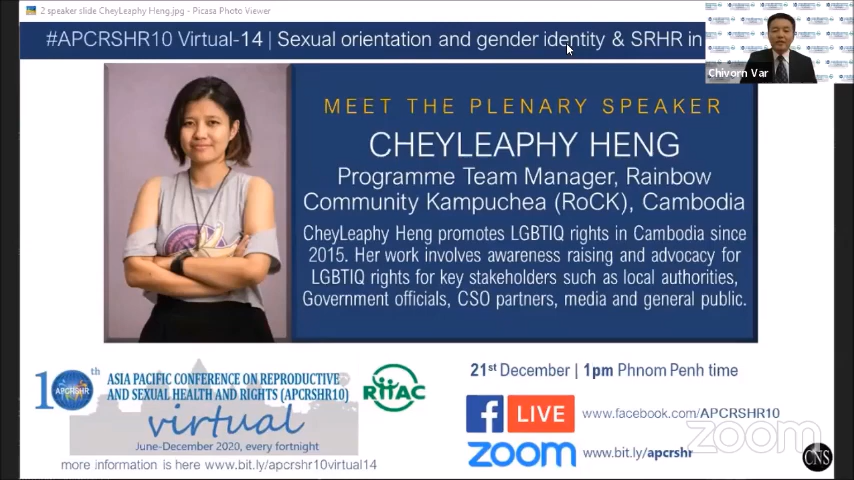 2 speaker slide CheyLeaphy Heng.jpg - Picasa Photo Viewer
#APCRSHR10 Virtual-14 | Sexual orientation and gender identity & SRHR in
Chivorn Var
MEET THE PLENARY SPEAKER
CHEYLEAPHY HENG
Programme Team Manager, Rainbow
Community Kampuchea (RoCK), Cambodia
CheyLeaphy Heng promotes LGBTIQ rights in Cambodia since
2015. Her work involves awareness raising and advocacy for
LGBTIQ rights for key stakeholders such as local authorities,
Government officials, CSO partners, media and general public.
10th
APCRSHR
ASIA PACIFIC CONFERENCE ON REPRODUCTIVE
AND SEXUAL HEALTH AND RIGHTS (APCRSHR10)
virtual
June-December 2020, every fortnight
more information is here www.bit.ly/apcrshr10virtual14
RHAC
21st December | 1pm Phnom Penh time
LIVE
www.facebook.com/APCRSHR10
zoom
www.bit.ly/apcrshr
zoom
CNS